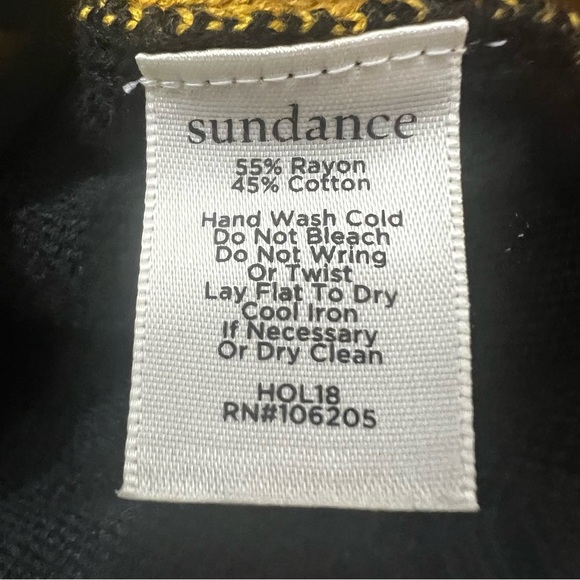 sundance
55% Rayon
45% Cotton
Hand Wash Cold
Do Not Bleach
Do Not Wring
Or Twist
Lay Flat To Dry
Cool Iron
If Necessary
Or Dry Clean
HOL18
RN#106205